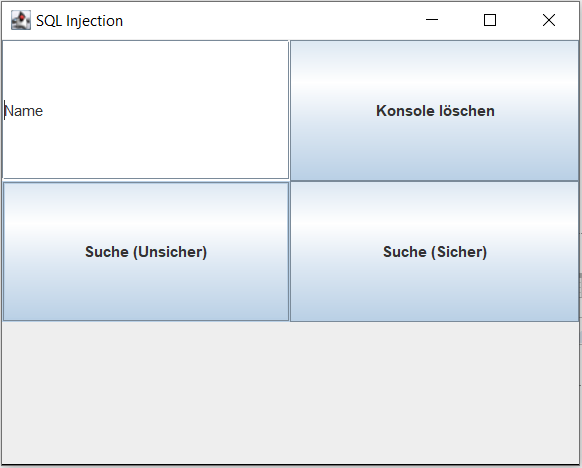 SQL Injection
Name
Konsole löschen
Suche (Unsicher)
Suche (Sicher)